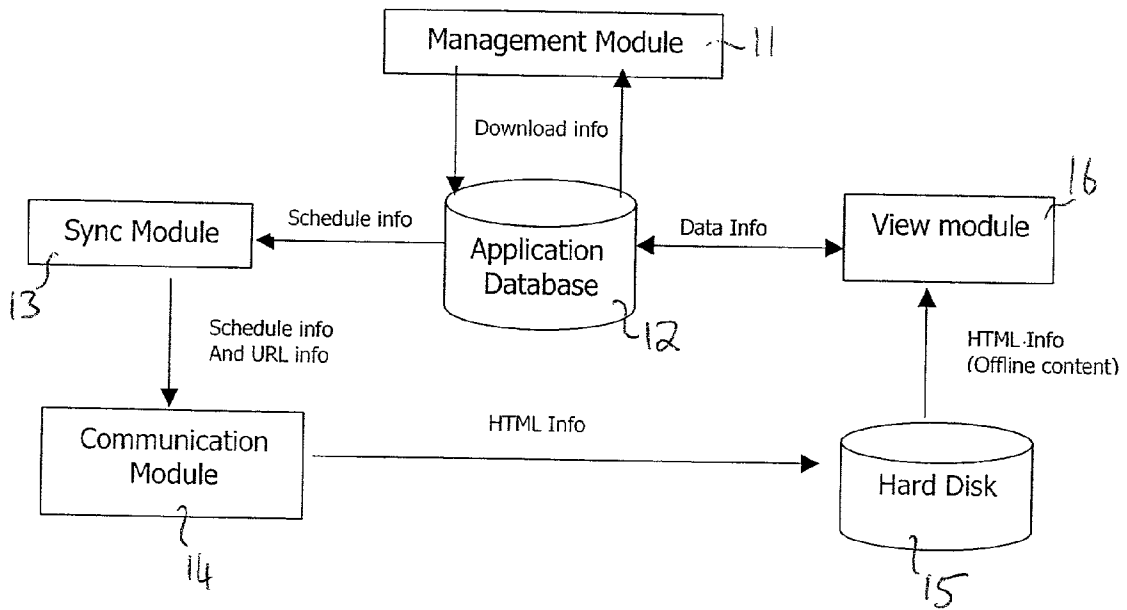 Management Module
11
Download info
16
Sync Module
Schedule info
Application
Database
Data Info
View module
13
12
Schedule info
And URL info
HTML Info
(Offline content)
Communication
Module
HTML Info
Hard Disk
14
15